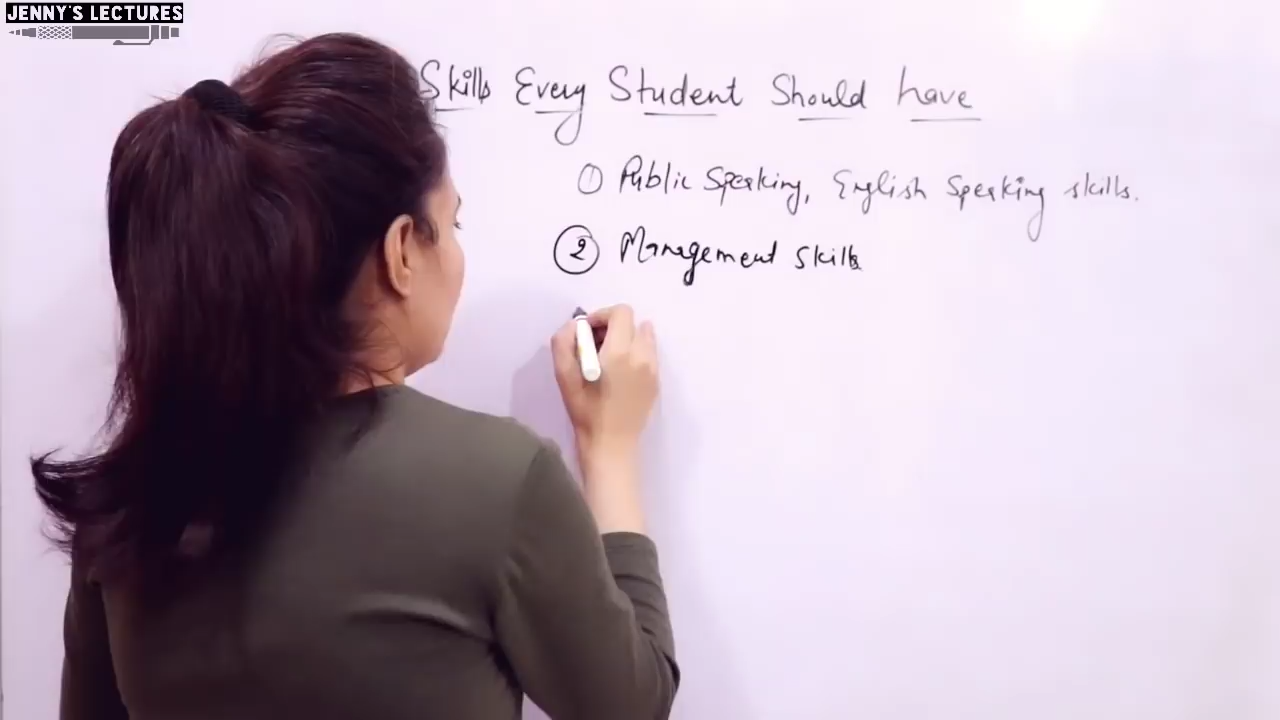 JENNY'S LECTURES
Skills Every Student Should have
① Public Speaking, English Speaking skills.
② Management skills